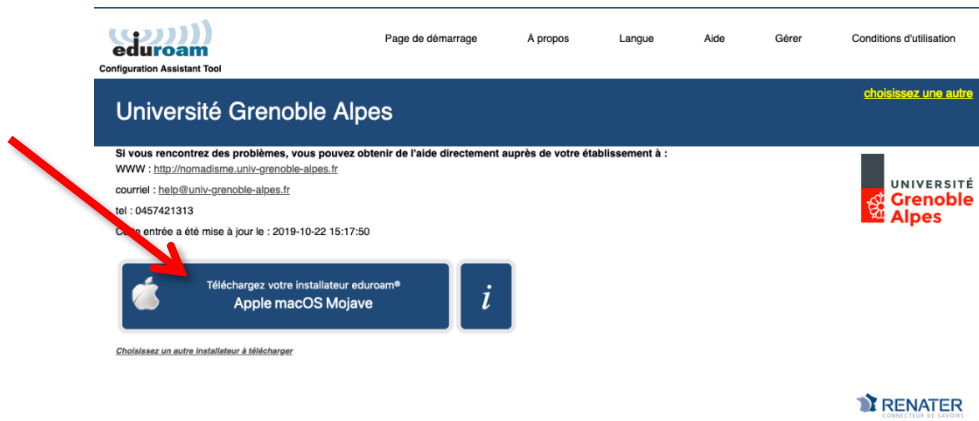 eduroam
Configuration Assistant Tool
Page de démarrage
À propos
Langue
Aide
Gérer
Conditions d'utilisation
choisissez une autre
Université Grenoble Alpes
Si vous rencontrez des problèmes, vous pouvez obtenir de l'aide directement auprès de votre établissement à :
WWW : http://nomadisme.univ-grenoble-alpes.fr
courriel : help@univ-grenoble-alpes.fr
tel : 0457421313
entrée a été mise à jour le : 2019-10-22 15:17:50
UNIVERSITÉ
Grenoble
Alpes
Téléchargez votre installateur eduroam®
Apple macOS Mojave
i
Choisissez un autre installateur à télécharger
RENATER
CONNECTEUR DE SAVOIRS